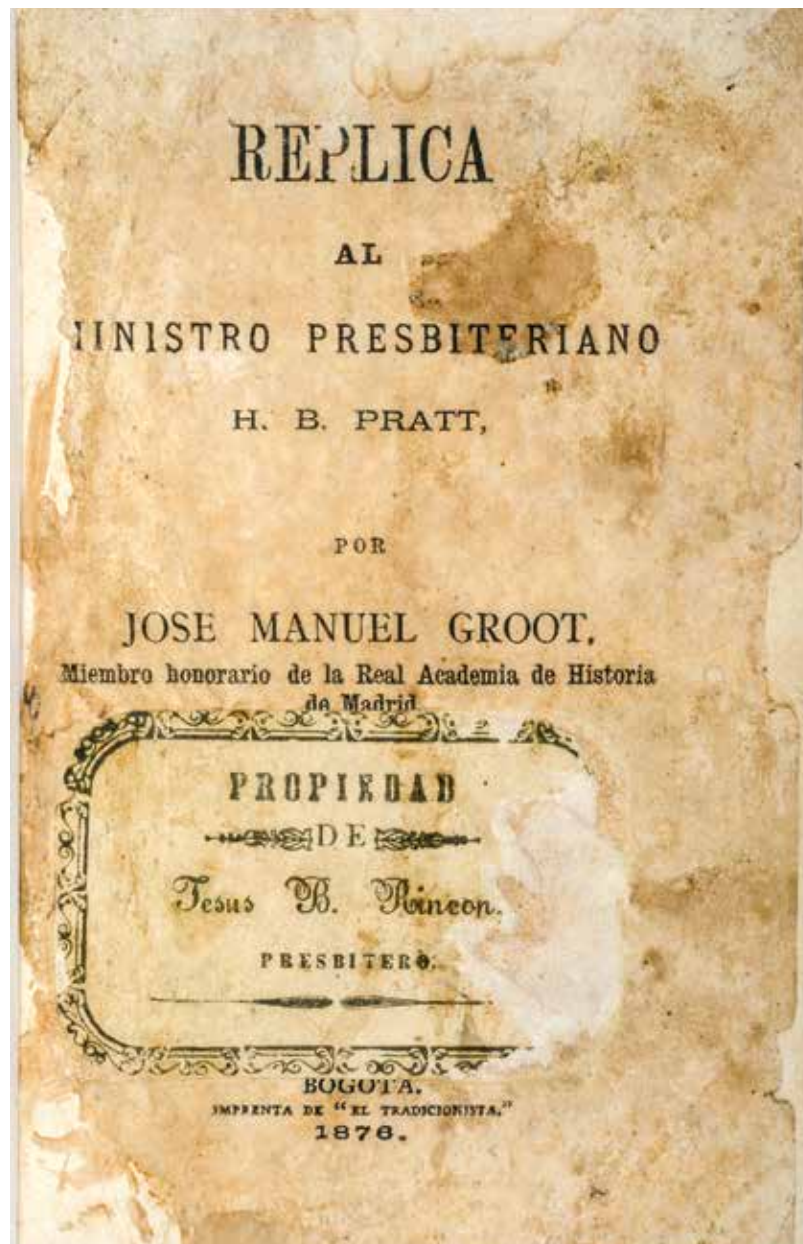 REPLICA
AL
MINISTRO PRESBITERIANO
H. B. PRATT,
POR
JOSE MANUEL GROOT.
Miembro honorario de la Real Academia de Historia
de Madrid
PROPIEDAD
DE
Jesus B. Rincon.
PRESBITERO.
BOGOTA.
IMPRENTA DE "EL TRADICIONISTA."
1876.